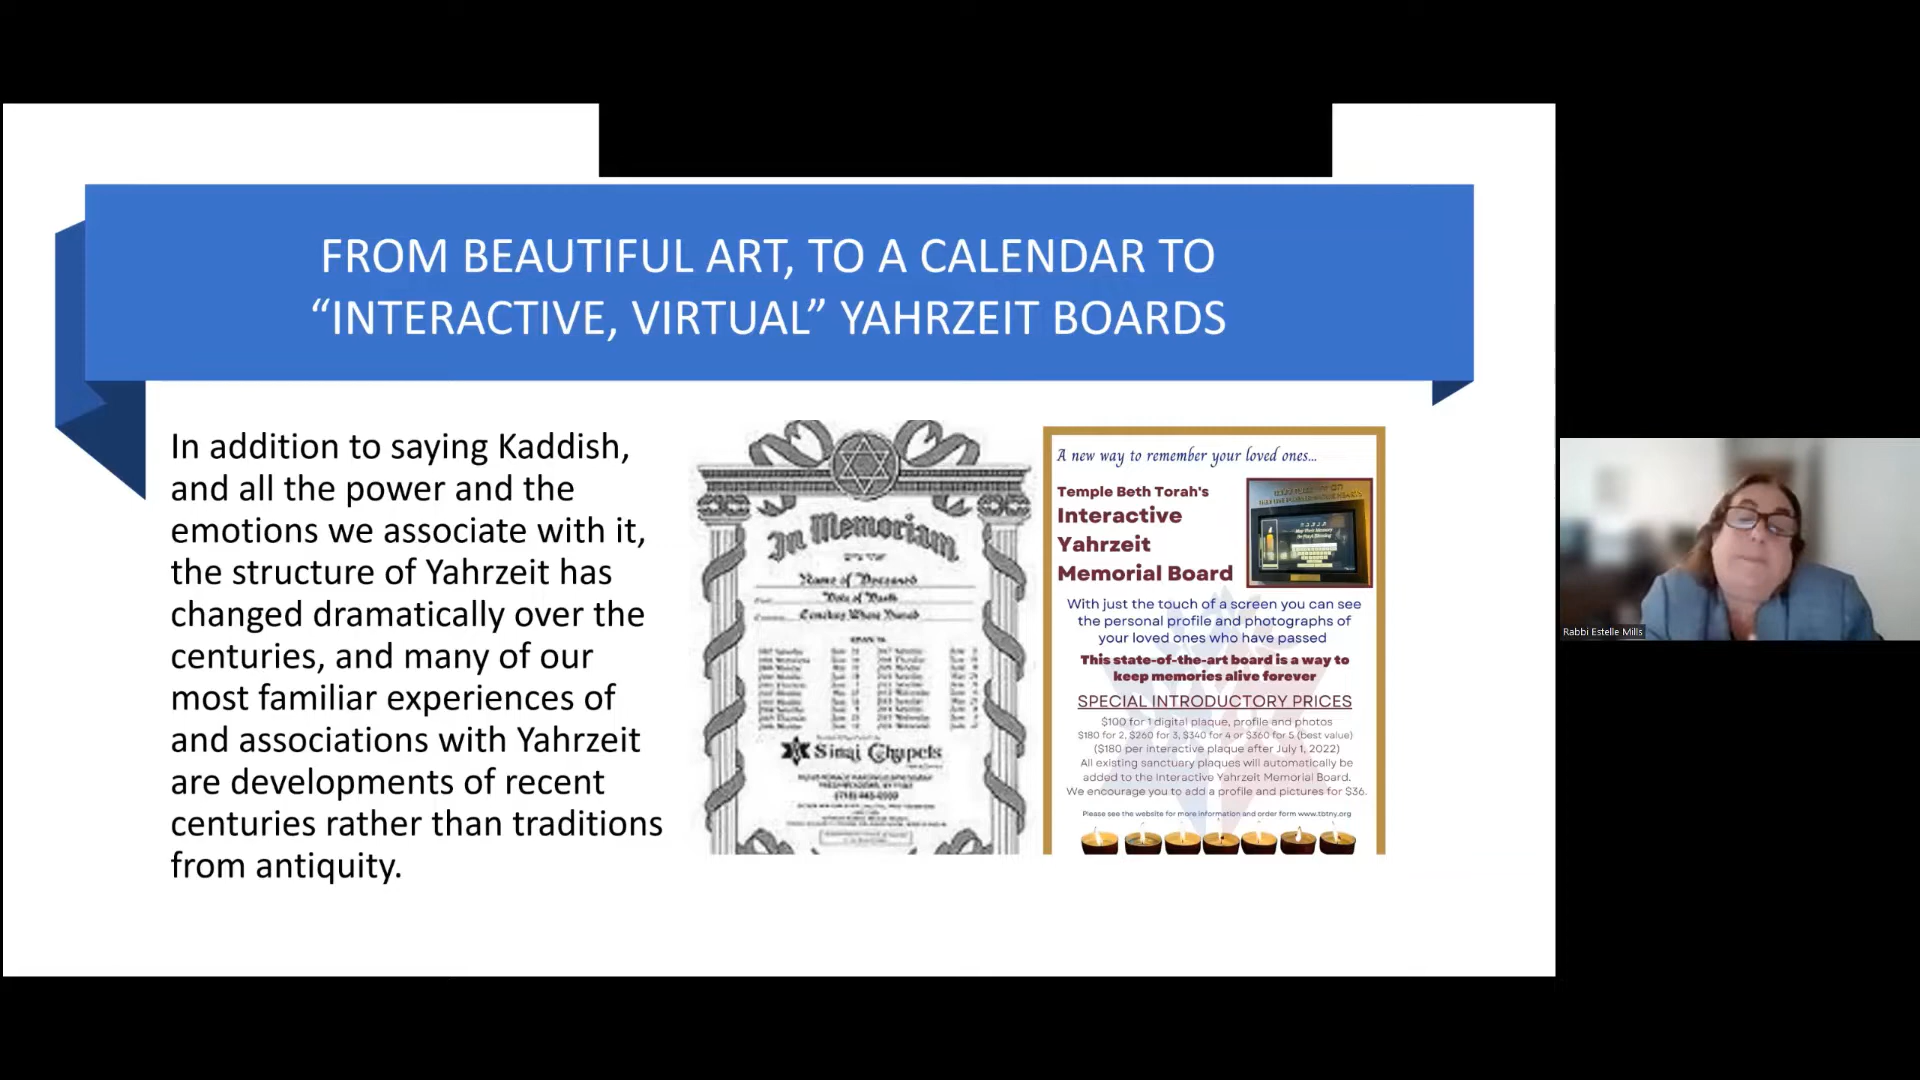 FROM BEAUTIFUL ART, TO A CALENDAR TO
“INTERACTIVE, VIRTUAL” YAHRZEIT BOARDS
In addition to saying Kaddish,
and all the power and the
emotions we associate with it,
the structure of Yahrzeit has
changed dramatically over the
centuries, and many of our
most familiar experiences of
and associations with Yahrzeit
are developments of recent
centuries rather than traditions
from antiquity.
In Memoriam
Name of Deceased
Date of Death
Cemetery Where Buried
Sinai Chapels
A new way to remember your loved ones...
Temple Beth Torah's
Interactive
Yahrzeit
Memorial Board
With just the touch of a screen you can see
the personal profile and photographs of
your loved ones who have passed
This state-of-the-art board is a way to
keep memories alive forever
SPECIAL INTRODUCTORY PRICES
$100 for 1 digital plaque, profile and photos
$180 for 2, $260 for 3, $340 for 4 or $360 for 5 (best value)
($180 per interactive plaque after July 1, 2022)
All existing sanctuary plaques will automatically be
added to the Interactive Yahrzeit Memorial Board.
We encourage you to add a profile and pictures for $36.
Please see the website for more information and order form www.tbtny.org
Rabbi Estelle Mills